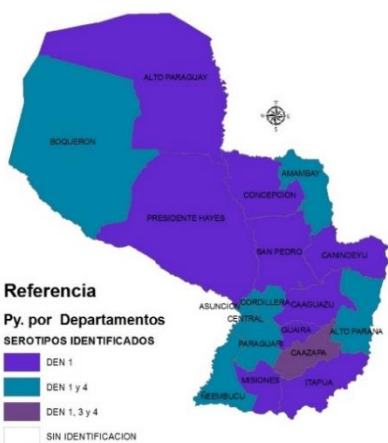 ALTO PARAGUAY
BOQUERON
AMAMBAY
CONCEPCION
PRESIDENTE HAYES
SAN PEDRO
CANINDEYU
ASUNCION
CORDILLERA
CAAGUAZU
CENTRAL
GUAIRA
ALTO PARANA
PARAGUARI
CAAZAPA
MISIONES
ITAPUA
ÑEEMBUCU
Referencia
Py. por Departamentos
SEROTIPOS IDENTIFICADOS
DEN 1
DEN 1 y 4
DEN 1, 3 y 4
SIN IDENTIFICACION